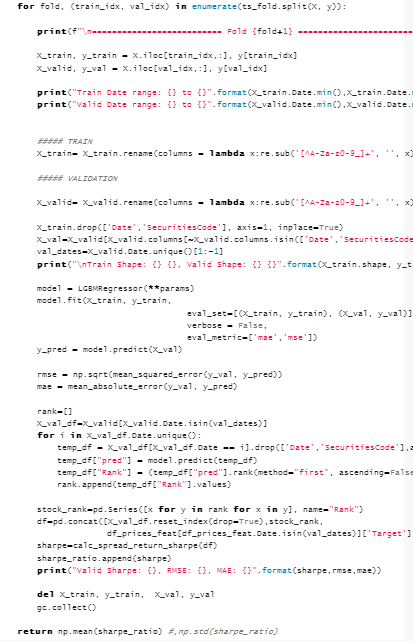 for fold, (train_idx, val_idx) in enumerate(ts_fold.split(X, y)):
print(f"\n========================== Fold {fold+1} =======================
X_train, y_train = X.iloc[train_idx,:], y[train_idx]
X_valid, y_val = X.iloc[val_idx,:], y[val_idx]
print("Train Date range: {} to {}".format(X_train.Date.min(),X_train.Date.
print("Valid Date range: {} to {}".format(X_valid.Date.min(),X_valid.Date.
##### TRAIN
X_train= X_train.rename(columns = lambda x:re.sub('[^A-Za-z0-9_]+', '', x)
##### VALIDATION
X_valid= X_valid.rename(columns = lambda x:re.sub('[^A-Za-z0-9_]+', '', x)
X_train.drop(['Date','SecuritiesCode'], axis=1, inplace=True)
X_val=X_valid[X_valid.columns[~X_valid.columns.isin(['Date','SecuritiesCode
val_dates=X_valid.Date.unique()[1:-1]
print("\nTrain Shape: {} {}, Valid Shape: {} {}".format(X_train.shape, y_t
model = LGBMRegressor(**params)
model.fit(X_train, y_train,
eval_set=[(X_train, y_train), (X_val, y_val)]
verbose = False,
eval_metric=['mae','mse'])
y_pred = model.predict(X_val)
rmse = np.sqrt(mean_squared_error(y_val, y_pred))
mae = mean_absolute_error(y_val, y_pred)
rank=[]
X_val_df=X_valid[X_valid.Date.isin(val_dates)]
for i in X_val_df.Date.unique():
temp_df = X_val_df[X_val_df.Date == i].drop(['Date','SecuritiesCode'],a
temp_df["pred"] = model.predict(temp_df)
temp_df["Rank"] = (temp_df["pred"].rank(method="first", ascending=False
rank.append(temp_df["Rank"].values)
stock_rank=pd.Series([x for y in rank for x in y], name="Rank")
df=pd.concat([X_val_df.reset_index(drop=True),stock_rank,
df_prices_feat[df_prices_feat.Date.isin(val_dates)]['Target']
sharpe=calc_spread_return_sharpe(df)
sharpe_ratio.append(sharpe)
print("Valid Sharpe: {}, RMSE: {}, MAE: {}".format(sharpe,rmse,mae))
del X_train, y_train,  X_val, y_val
gc.collect()
return np.mean(sharpe_ratio) #,np.std(sharpe_ratio)